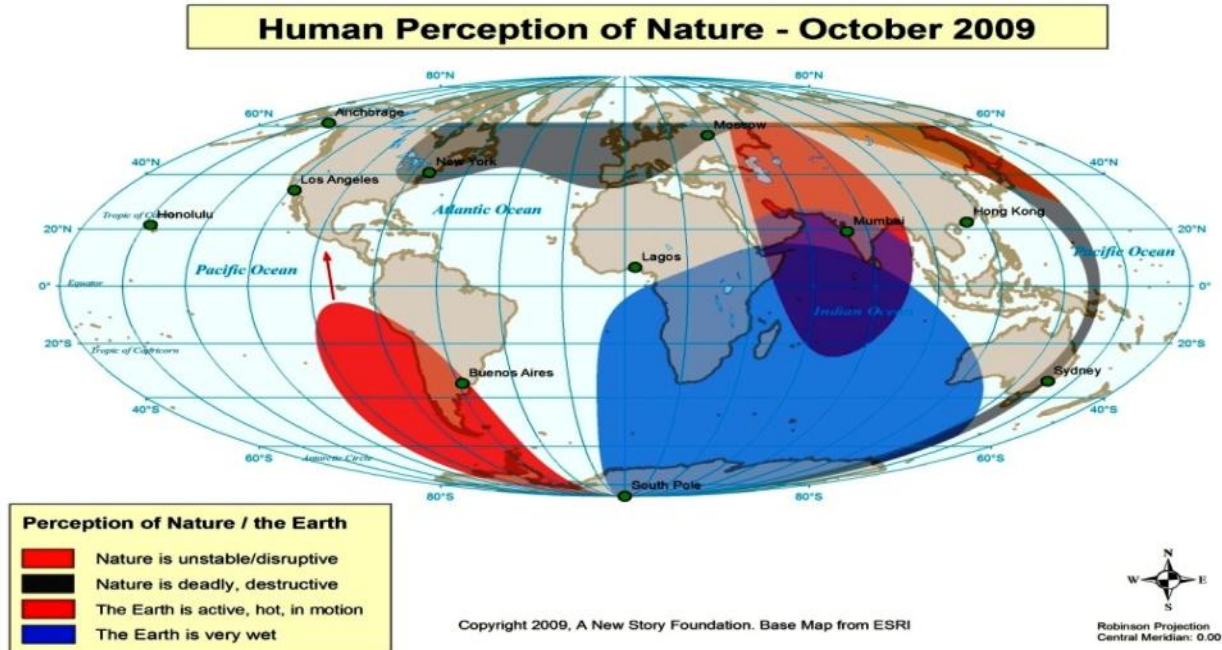 Human Perception of Nature - October 2009
80°N
80°N
60°N
Anchorage
Moscow
60°N
40°N
New York
40°N
Los Angeles
Atlantic Ocean
Honolulu
Mumbai
Hong Kong
20°N
20°N
Pacific Ocean
Lagos
Pacific Ocean
Equator
0°
0°
Indian Ocean
20°S
20°S
Tropic of Capricorn
Buenos Aires
Sydney
40°S
40°S
60°S
Antarctic Circle
60°S
80°S
South Pole
80°S
Perception of Nature / the Earth
Nature is unstable/disruptive
Nature is deadly, destructive
The Earth is active, hot, in motion
The Earth is very wet
Copyright 2009, A New Story Foundation. Base Map from ESRI
N
W E
S
Robinson Projection
Central Meridian: 0.00